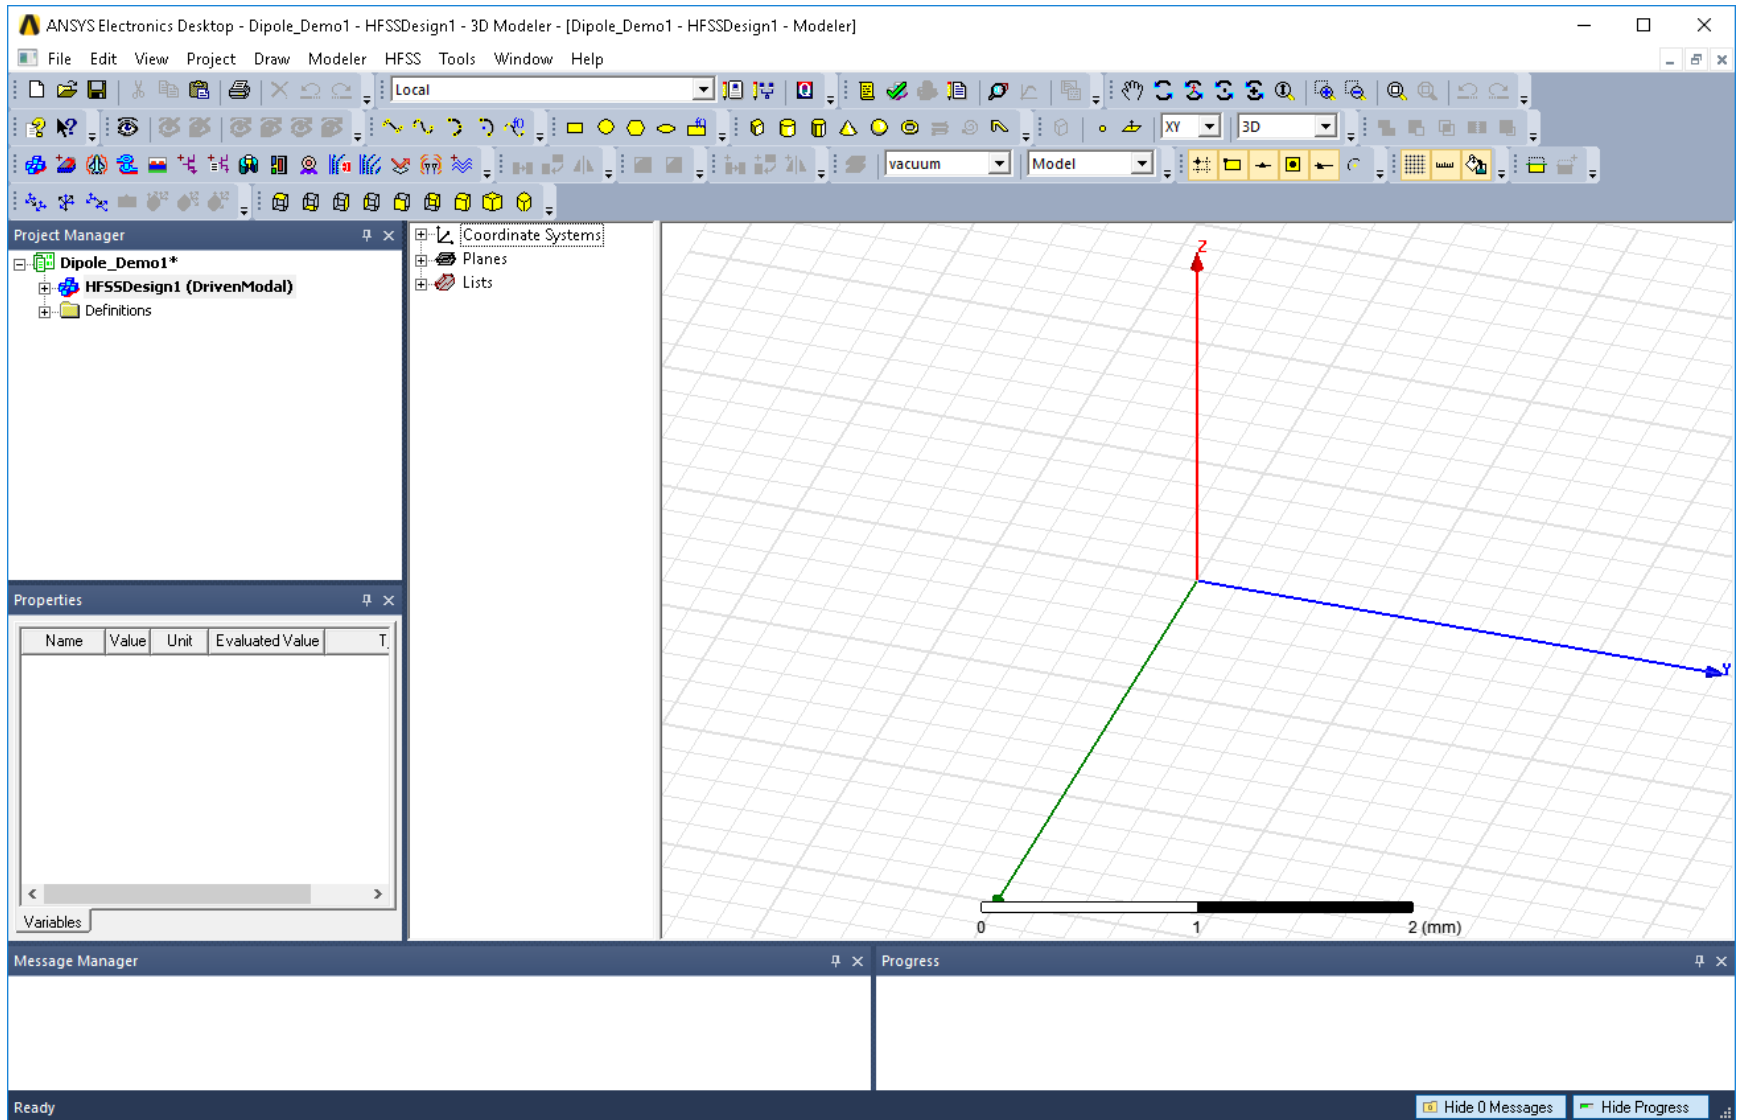 ANSYS Electronics Desktop - Dipole_Demo1 - HFSSDesign1 - 3D Modeler - [Dipole_Demo1 - HFSSDesign1 - Modeler]
File Edit View Project Draw Modeler HFSS Tools Window Help
Local
XY 3D
vacuum Model
Project Manager
Dipole_Demo1*
HFSSDesign1 (DrivenModal)
Definitions
Coordinate Systems
Planes
Lists
Z
Y
0 1 2 (mm)
Properties
Name Value Unit Evaluated Value T
Variables
Message Manager
Progress
Ready
Hide 0 Messages Hide Progress